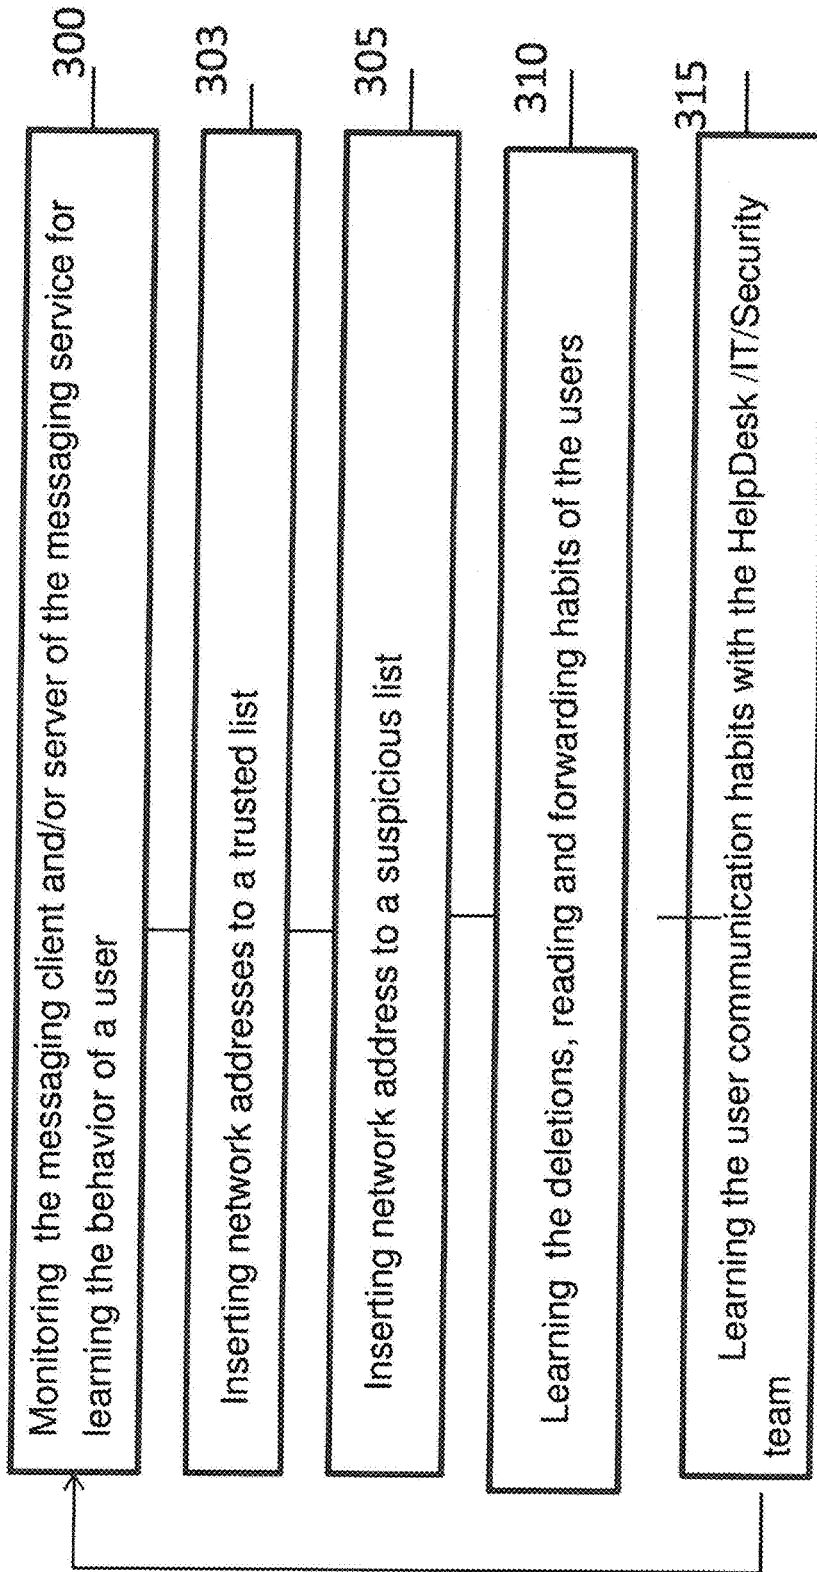 300
Monitoring the messaging client and/or server of the messaging service for
learning the behavior of a user
303
Inserting network addresses to a trusted list
305
Inserting network address to a suspicious list
310
Learning the deletions, reading and forwarding habits of the users
315
Learning the user communication habits with the HelpDesk /IT/Security
team